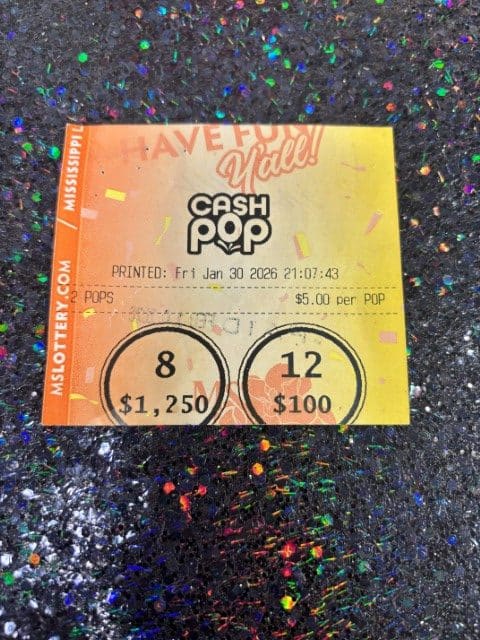 HAVE FUN
Y'all!
CASH
POP
PRINTED: Fri Jan 30 2026 21:07:43
2 POPS $5.00 per POP
8
$1,250
12
$100
MSLOTTERY.COM / MISSISSIPPI L